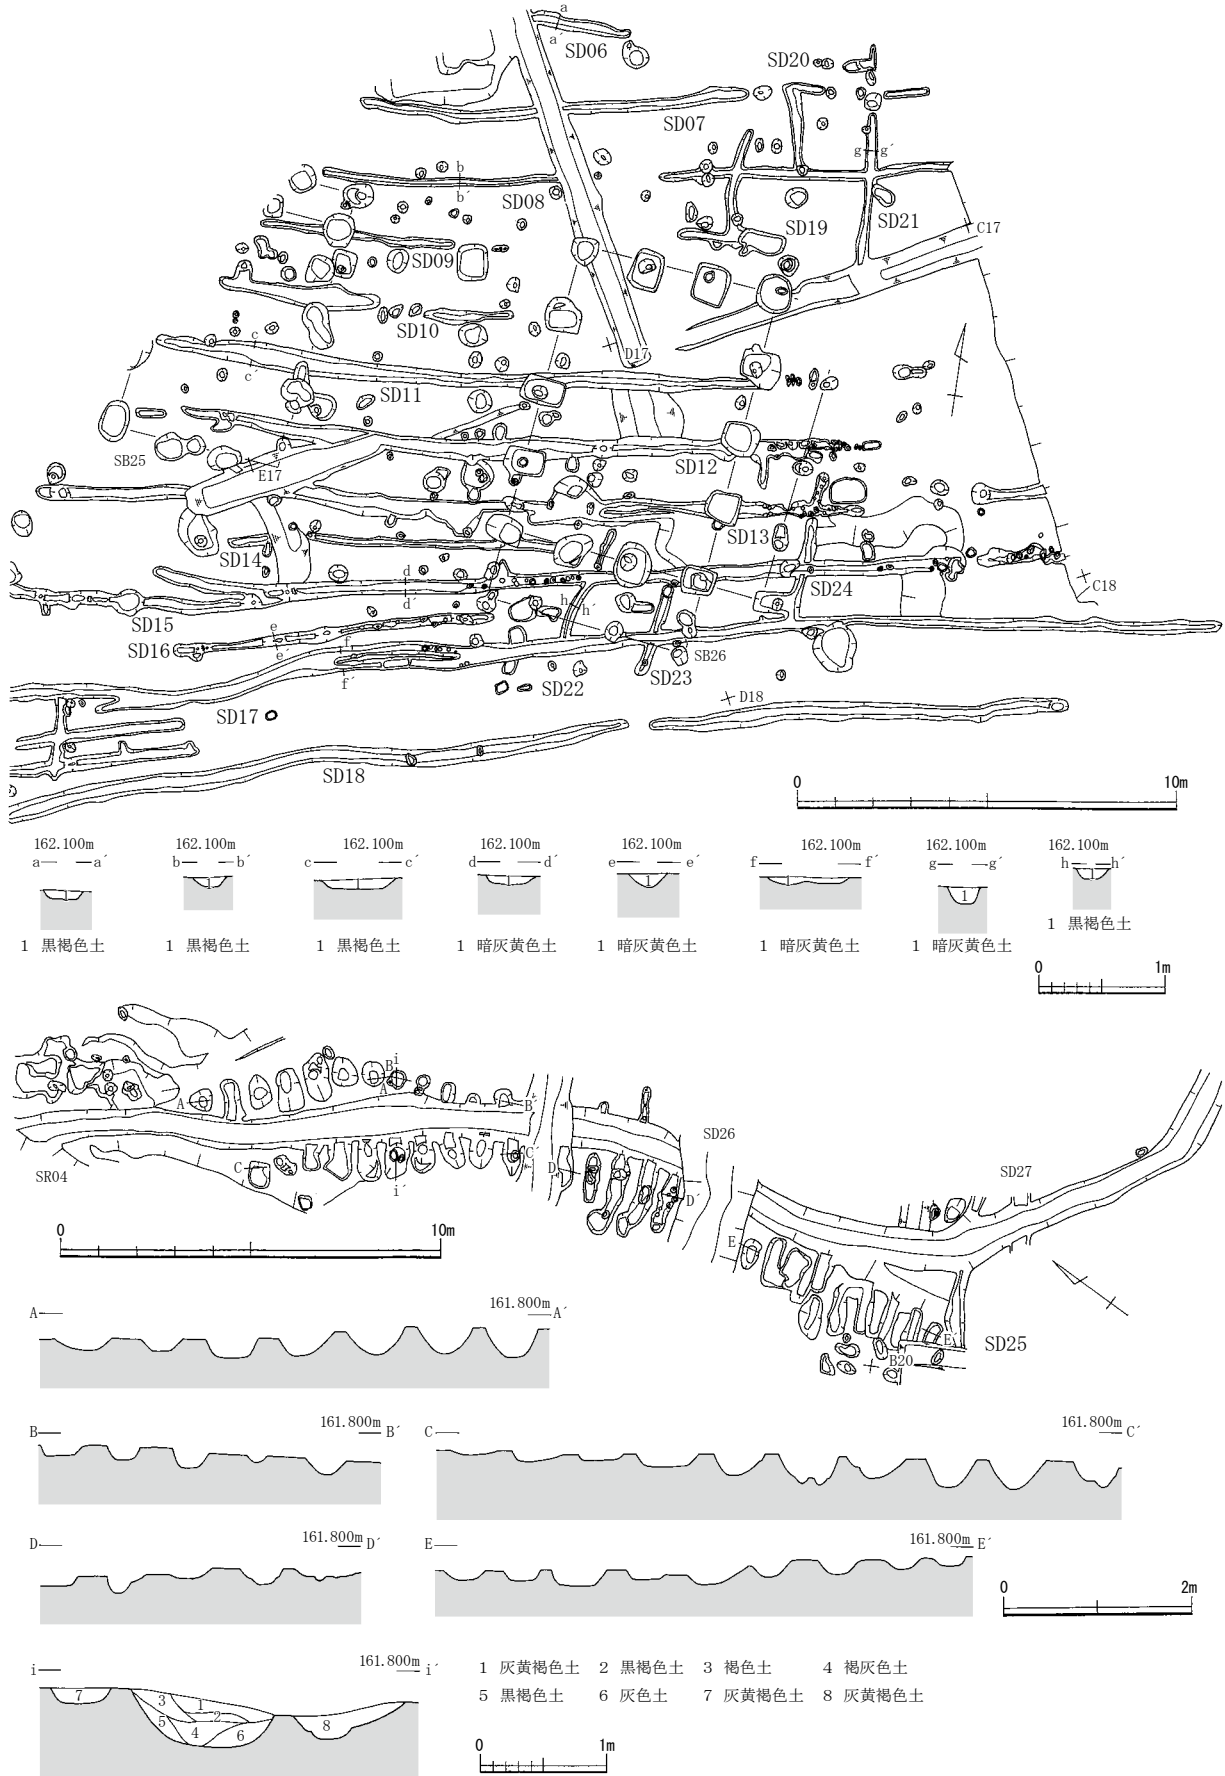 a
a´
SD06
SD20
SD07
g g´
b
b´
SD08
SD19
SD21
C17
SD09
SD10
D17
c
c´
SD11
SB25
E17
SD12
SD13
SD14
d
d´
h h´
SD24
C18
SD15
e
e´
SD16
f
f´
SB26
SD22
SD23
D18
SD17
SD18
0 10m
162.100m 162.100m 162.100m 162.100m 162.100m 162.100m 162.100m 162.100m
a a´ b b´ c c´ d d´ e e´ f f´ g g´ h h´
1 1 1 1 1 1 1 1
1 黒褐色土 1 黒褐色土 1 黒褐色土 1 暗灰黄色土 1 暗灰黄色土 1 暗灰黄色土 1 暗灰黄色土 1 黒褐色土
0 1m
i
B
A A´
B´
SR04
C C´
i´
D
D´
SD26
SD27
E
E´
SD25
B20
0 10m
161.800m
A A´
161.800m
B B´
161.800m
C C´
161.800m
D D´
161.800m
E E´
0 2m
161.800m
i i´
7 3 1 2 5 4 6 8
1 灰黄褐色土 2 黒褐色土 3 褐色土 4 褐灰色土
5 黒褐色土 6 灰色土 7 灰黄褐色土 8 灰黄褐色土
0 1m